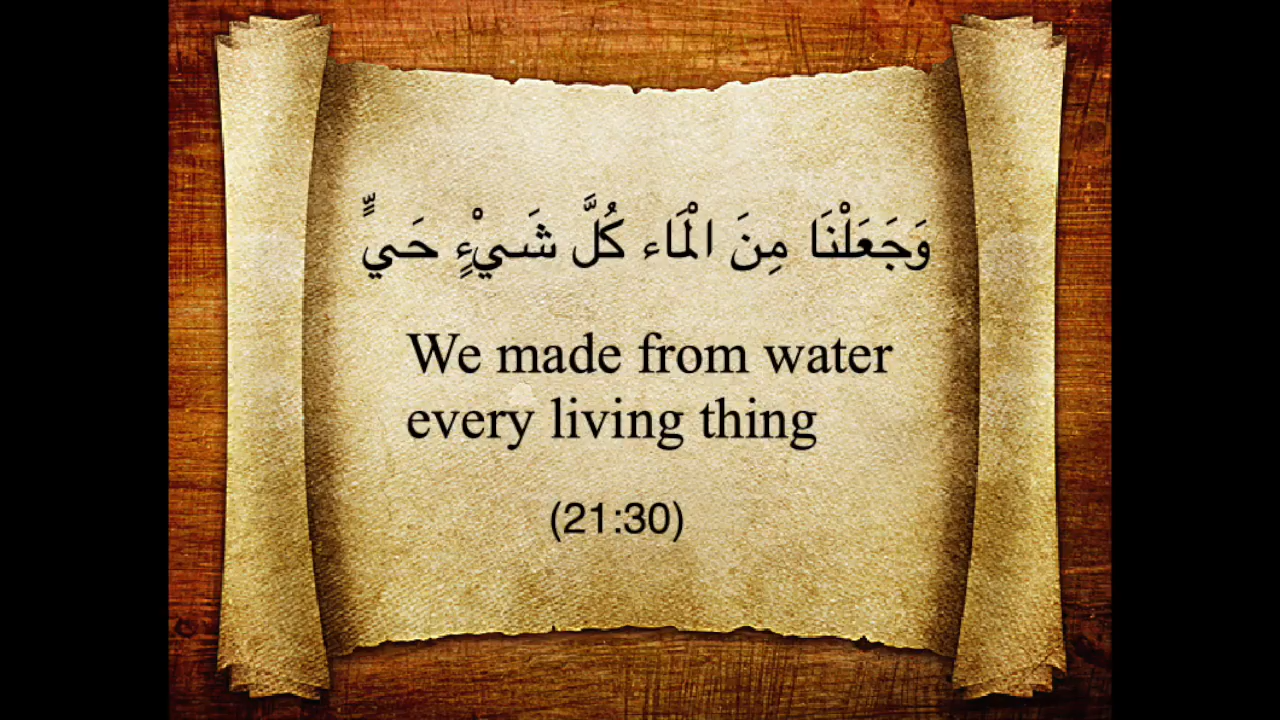 وَجَعَلْنَا مِنَ الْمَاء كُلَّ شَيْءٍ حَيٍّ
We made from water
every living thing
(21:30)